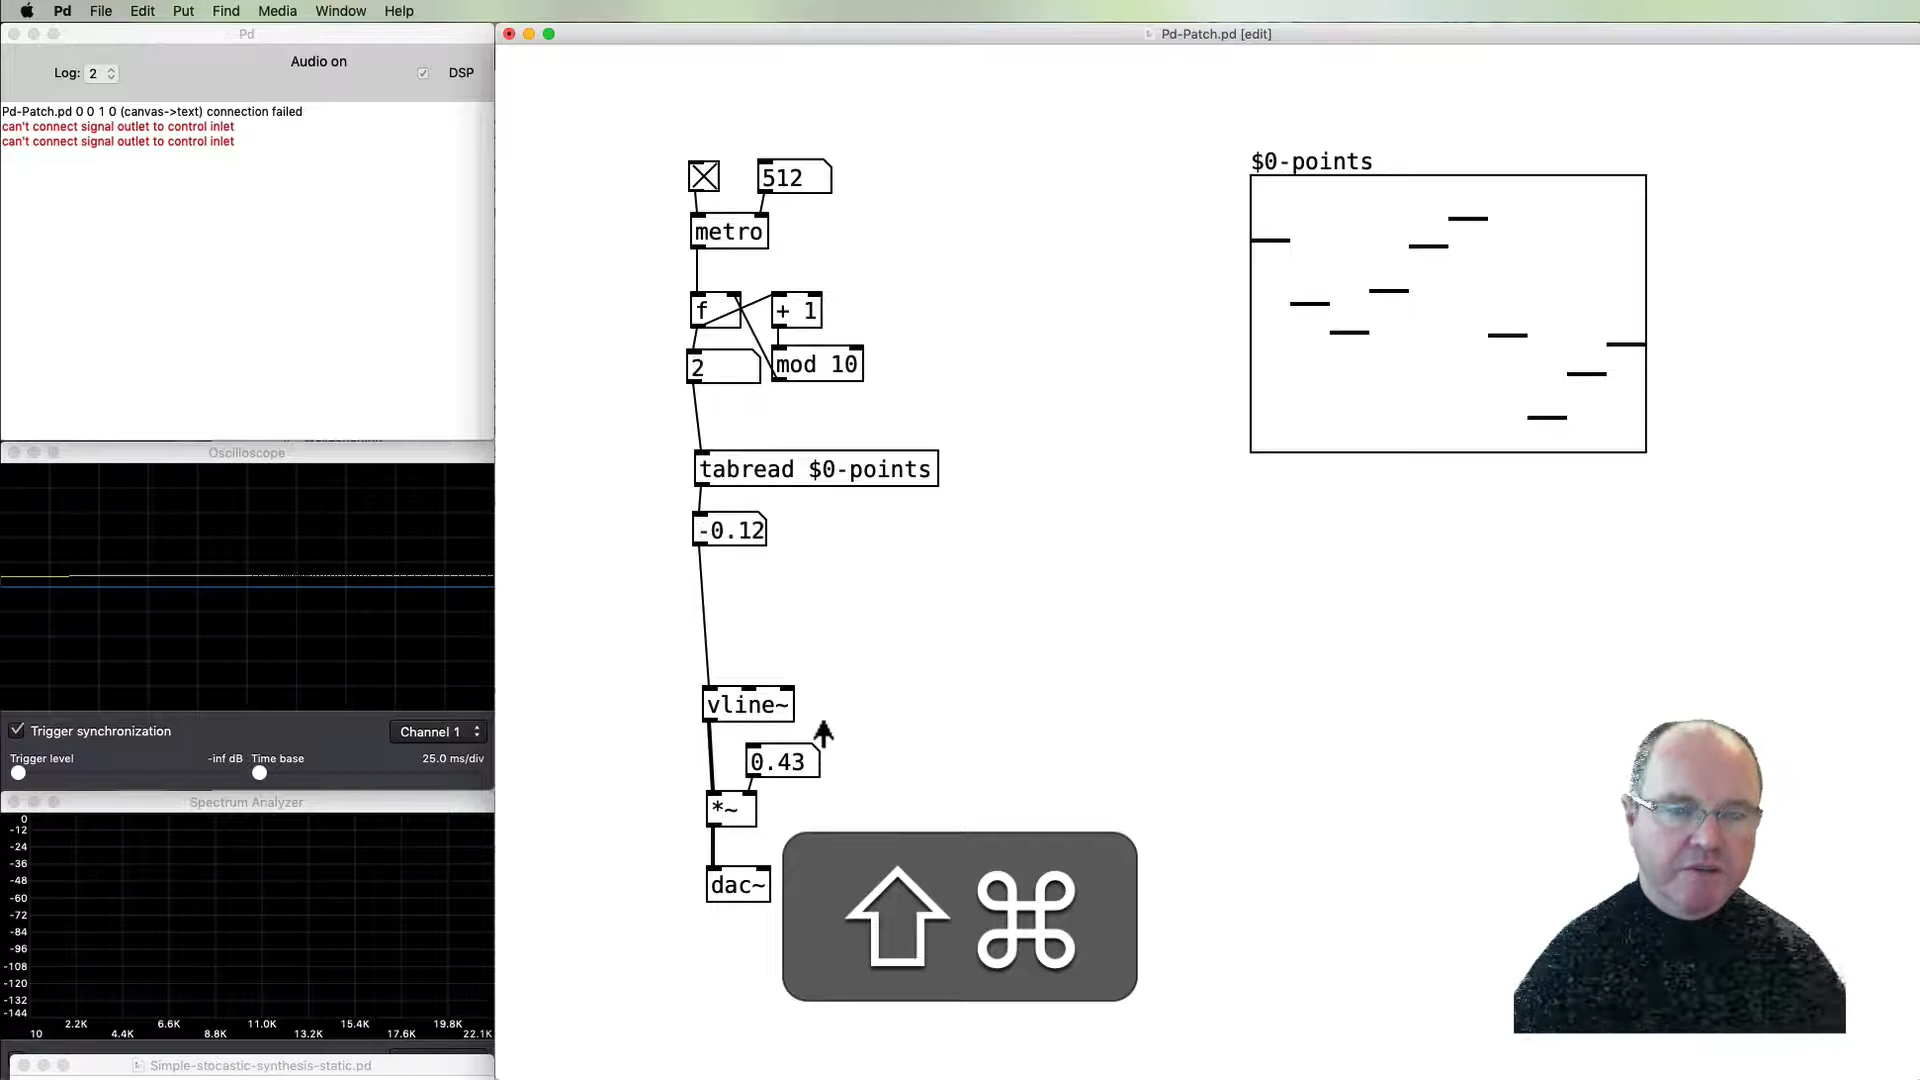 Pd File Edit Put Find Media Window Help
Pd
Audio on
Log: 2
DSP
Pd-Patch.pd 0 0 1 0 (canvas->text) connection failed
can't connect signal outlet to control inlet
can't connect signal outlet to control inlet
Oscilloscope
Trigger synchronization
Channel 1
Trigger level
-inf dB
Time base
25.0 ms/div
Spectrum Analyzer
0
-12
-24
-36
-48
-60
-72
-84
-96
-108
-120
-132
-144
2.2K 6.6K 11.0K 15.4K 19.8K
10 4.4K 8.8K 13.2K 17.6K 22.1K
Simple-stocastic-synthesis-static.pd
Pd-Patch.pd [edit]
512
metro
f
+ 1
2
mod 10
tabread $0-points
-0.12
vline~
0.43
*~
dac~
$0-points